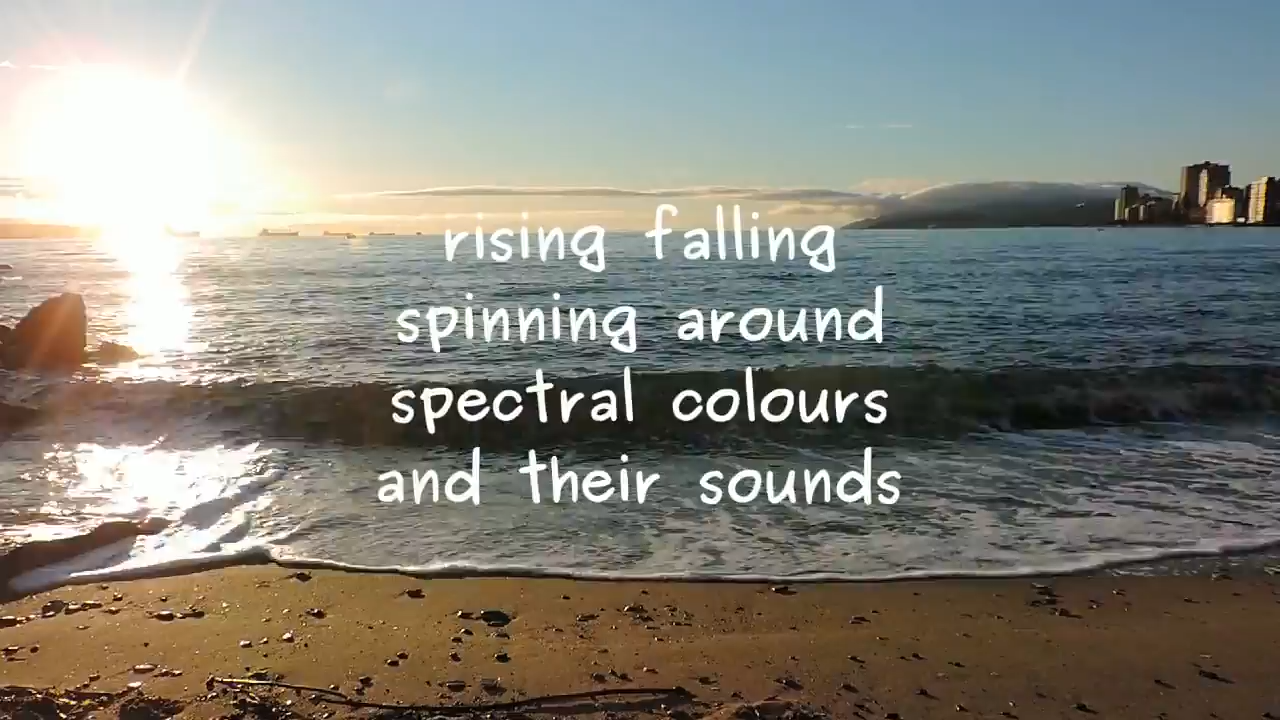 rising falling
spinning around
spectral colours
and their sounds